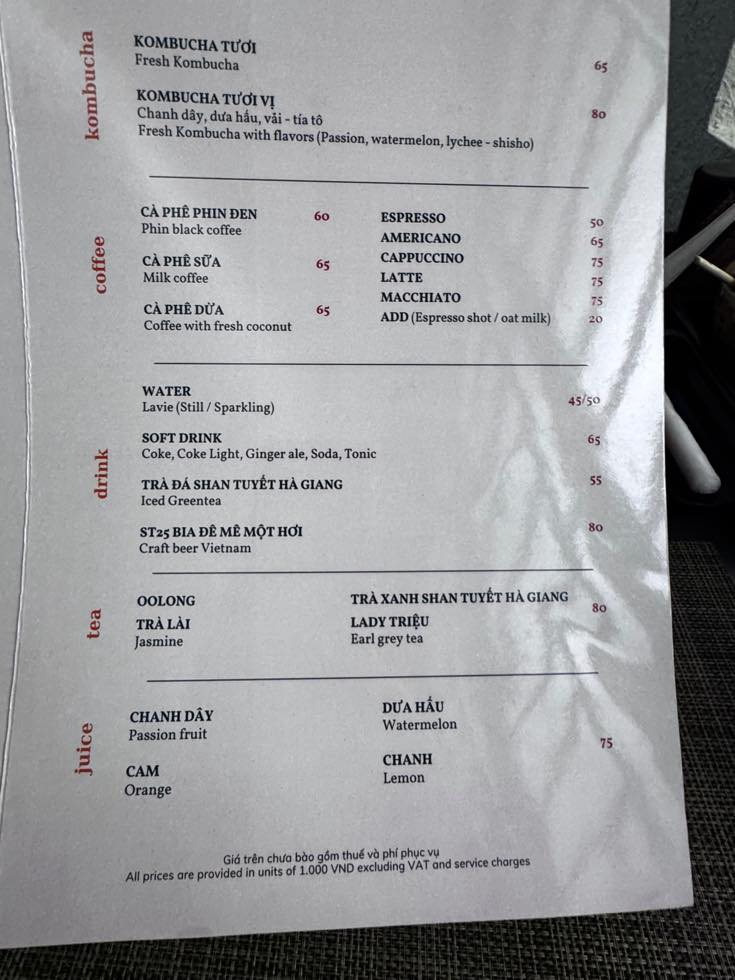 kombucha
KOMBUCHA TƯƠI
Fresh Kombucha 65
KOMBUCHA TƯƠI VỊ
Chanh dây, dưa hấu, vải - tía tô 80
Fresh Kombucha with flavors (Passion, watermelon, lychee - shisho)
coffee
CÀ PHÊ PHIN ĐEN 60
Phin black coffee
CÀ PHÊ SỮA 65
Milk coffee
CÀ PHÊ DỪA 65
Coffee with fresh coconut
ESPRESSO 50
AMERICANO 65
CAPPUCCINO 75
LATTE 75
MACCHIATO 75
ADD (Espresso shot / oat milk) 20
drink
WATER
Lavie (Still / Sparkling) 45/50
SOFT DRINK 65
Coke, Coke Light, Ginger ale, Soda, Tonic
TRÀ ĐÁ SHAN TUYẾT HÀ GIANG 55
Iced Greentea
ST25 BIA ĐÊ MÊ MỘT HƠI 80
Craft beer Vietnam
tea
OOLONG
TRÀ LÀI
Jasmine
TRÀ XANH SHAN TUYẾT HÀ GIANG
80
LADY TRIỆU
Earl grey tea
juice
CHANH DÂY
Passion fruit
CAM
Orange
DƯA HẤU
Watermelon
75
CHANH
Lemon
Giá trên chưa bào gồm thuế và phí phục vụ
All prices are provided in units of 1.000 VND excluding VAT and service charges